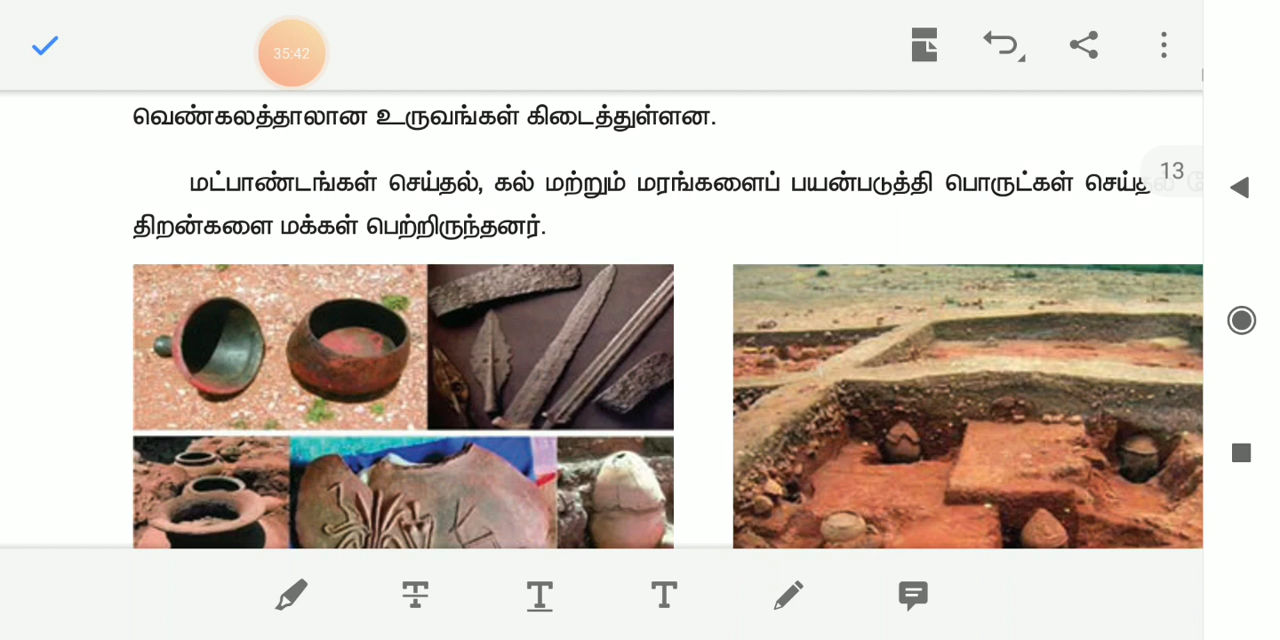 35:42
வெண்கலத்தாலான உருவங்கள் கிடைத்துள்ளன.
13
மட்பாண்டங்கள் செய்தல், கல் மற்றும் மரங்களைப் பயன்படுத்தி பொருட்கள் செய்தல்
திறன்களை மக்கள் பெற்றிருந்தனர்.